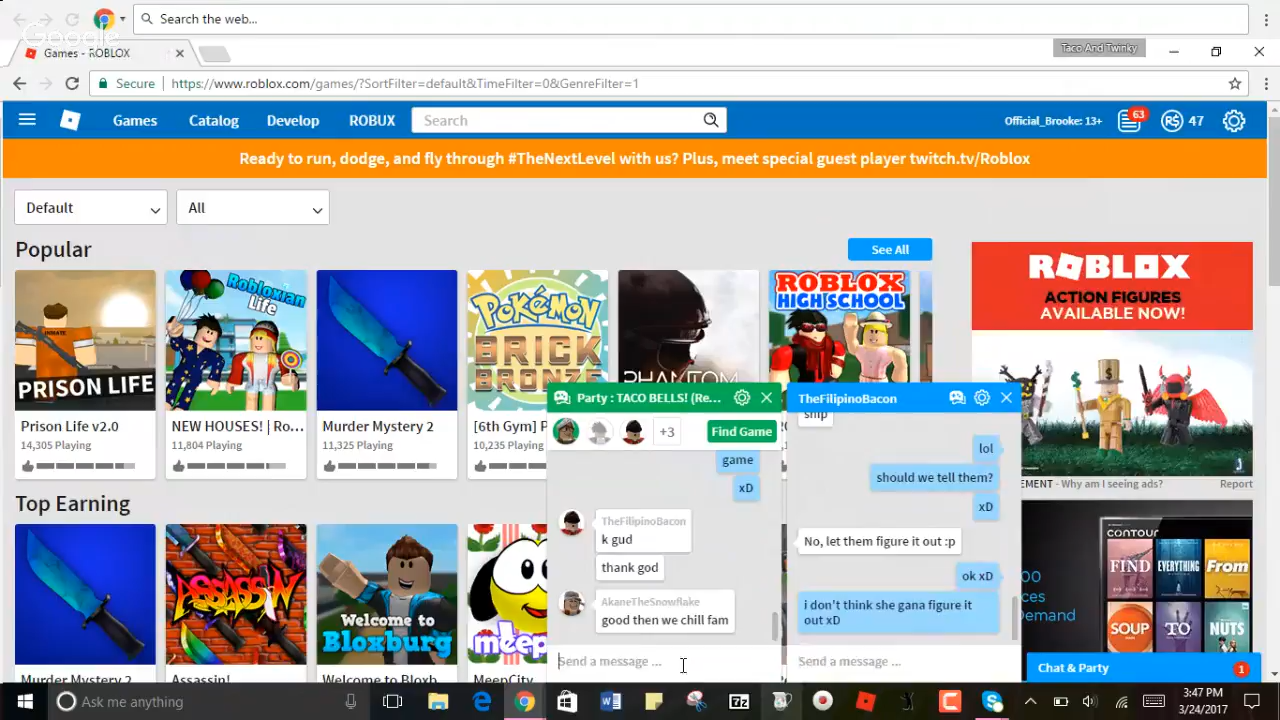 Search the web...
Google
Games - ROBLOX
Taco And Twinky
Secure
https://www.roblox.com/games/?SortFilter=default&TimeFilter=0&GenreFilter=1
Games
Catalog
Develop
ROBUX
Search
Official_Brooke: 13+
63
R$ 47
Ready to run, dodge, and fly through #TheNextLevel with us? Plus, meet special guest player twitch.tv/Roblox
Default
All
Popular
See All
PRISON LIFE
Robloxian Life
POKÉMON
BRICK
BRONZE
PHANTOM
ROBLOX
HIGH SCHOOL
Prison Life v2.0
14,305 Playing
NEW HOUSES! | Ro...
11,804 Playing
Murder Mystery 2
11,325 Playing
[6th Gym] P
10,235 Playing
ROBLOX
ACTION FIGURES
AVAILABLE NOW!
EMENT - Why am I seeing ads?
Report
Top Earning
ASSASSIN
Welcome to
Bloxburg
meep
Murder Mystery 2
Assassin!
Welcome to Bloxb
MeepCity
Party : TACO BELLS! (Re...
+3
Find Game
game
xD
TheFilipinoBacon
k gud
thank god
AkaneTheSnowflake
good then we chill fam
Send a message ...
TheFilipinoBacon
ship
lol
should we tell them?
xD
No, let them figure it out :p
ok xD
i don't think she gana figure it
out xD
Send a message ...
CONTOUR
FIND
EVERYTHING
From
00
ices
Demand
SOUP
TO
NUTS
Chat & Party
1
Ask me anything
3:47 PM
3/24/2017